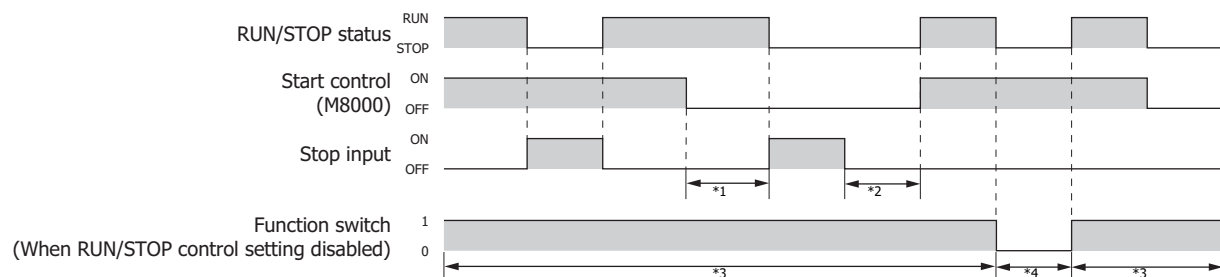 RUN/STOP status
RUN
STOP
Start control
(M8000)
ON
OFF
Stop input
ON
OFF
*1
*2
Function switch
(When RUN/STOP control setting disabled)
1
0
*3
*4
*3